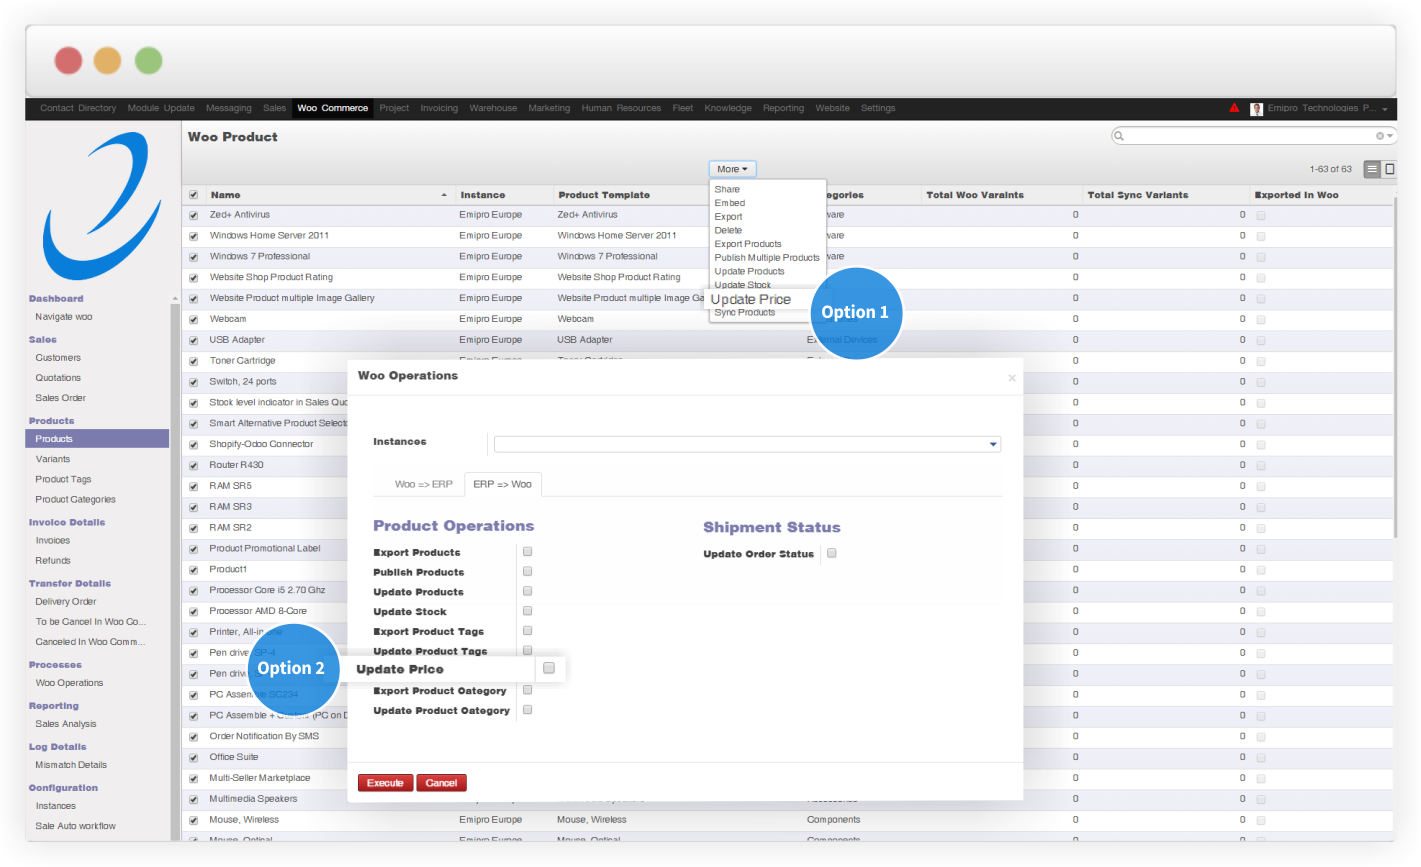 Contact Directory Module Update Messaging Sales Woo Commerce Project Invoicing Warehouse Marketing Human Resources Fleet Knowledge Reporting Website Settings Emipro Technologies P...
Woo Product
More
1-63 of 63
Share
Embed
Export
Delete
Export Products
Publish Multiple Products
Update Products
Update Stock
Update Price
Sync Products
Option 1
Name Instance Product Template Total Woo Varaints Total Sync Variants Exported In Woo
Zed+ Antivirus Emipro Europe Zed+ Antivirus 0 0
Windows Home Server 2011 Emipro Europe Windows Home Server 2011 0 0
Windows 7 Professional Emipro Europe Windows 7 Professional 0 0
Website Shop Product Rating Emipro Europe Website Shop Product Rating 0 0
Website Product multiple Image Gallery Emipro Europe Website Product multiple Image Ga 0 0
Webcam Emipro Europe Webcam 0 0
USB Adapter Emipro Europe USB Adapter External Devices 0 0
Toner Cartridge Emipro Europe Toner Cartridge 0 0
Switch, 24 ports 0 0
Stock level indicator in Sales Quo 0 0
Smart Alternative Product Selecto 0 0
Shopify-Odoo Connector 0 0
Router R430 0 0
RAM SR5 0 0
RAM SR3 0 0
RAM SR2 0 0
Product Promotional Label 0 0
Product1 0 0
Processor Core i5 2.70 Ghz 0 0
Processor AMD 8-Core 0 0
Printer, All-in-one 0 0
Pen drive, SP-4 0 0
Pen drive, 0 0
PC Assemble SC234 0 0
PC Assemble + Custom (PC on D 0 0
Order Notification By SMS 0 0
Office Suite 0 0
Multi-Seller Marketplace 0 0
Multimedia Speakers 0 0
Mouse, Wireless Emipro Europe Mouse, Wireless Components 0 0
Mouse, Optical Emipro Europe Mouse, Optical Components 0 0
Dashboard
Navigate woo
Sales
Customers
Quotations
Sales Order
Products
Products
Variants
Product Tags
Product Categories
Invoice Details
Invoices
Refunds
Transfer Details
Delivery Order
To be Cancel In Woo Co...
Canceled In Woo Comm...
Processes
Woo Operations
Reporting
Sales Analysis
Log Details
Mismatch Details
Configuration
Instances
Sale Auto workflow
Woo Operations
×
Instances
Woo => ERP ERP => Woo
Product Operations
Export Products
Publish Products
Update Products
Update Stock
Export Product Tags
Update Product Tags
Update Price
Option 2
Export Product Category
Update Product Category
Shipment Status
Update Order Status
Execute Cancel